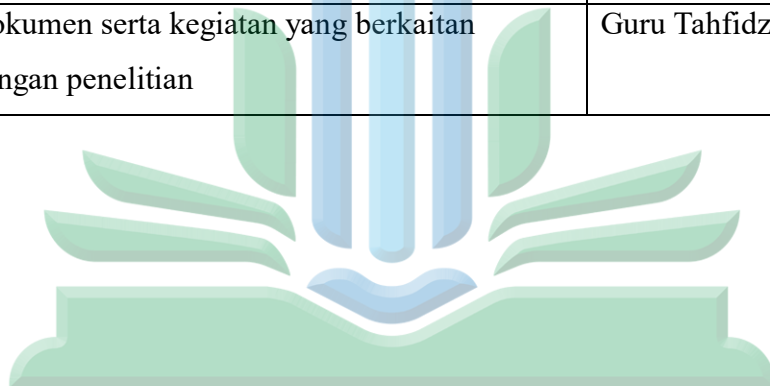 okumen serta kegiatan yang berkaitan Guru Tahfidz
ngan penelitian